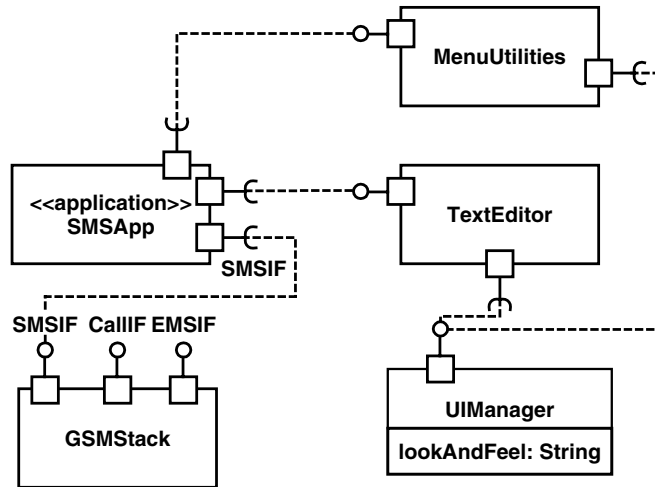 MenuUtilities
<<application>>
SMSApp
TextEditor
SMSIF
SMSIF CallIF EMSIF
UIManager
GSMStack
lookAndFeel: String